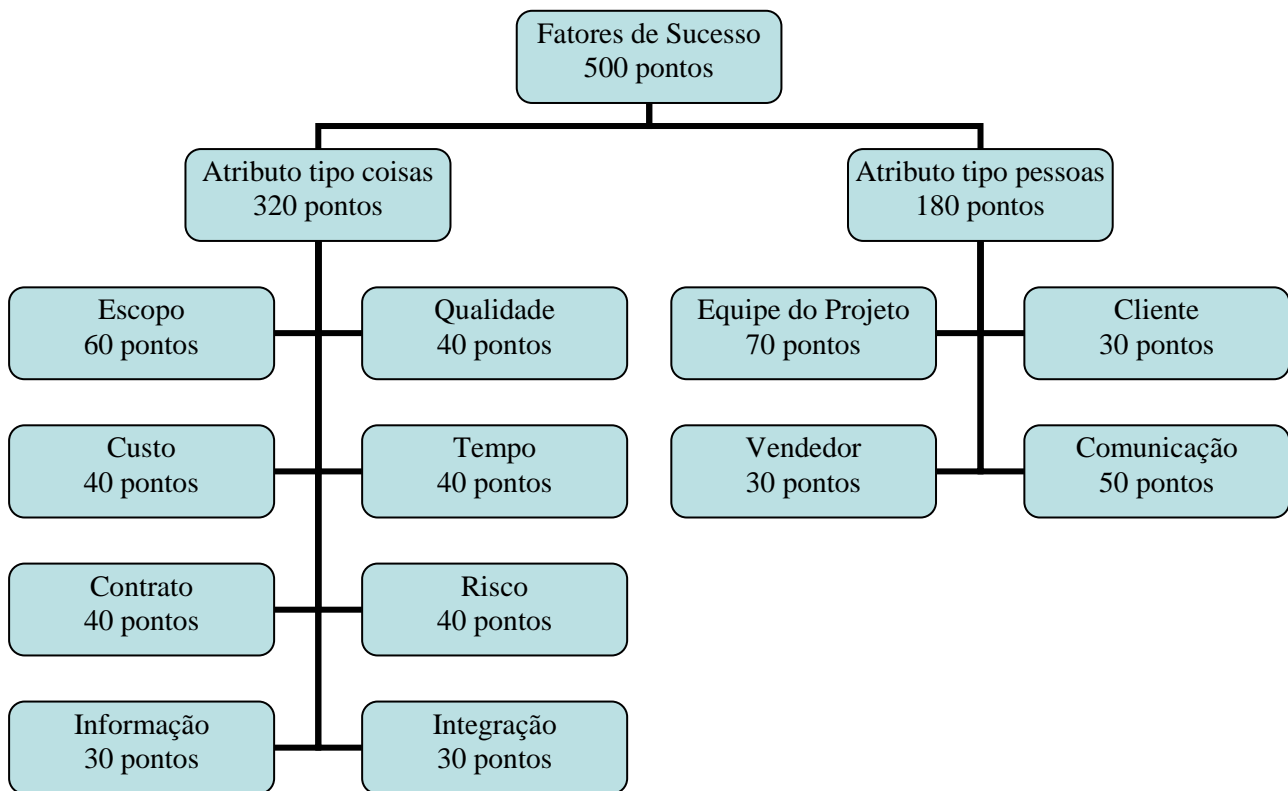 Fatores de Sucesso
500 pontos
Atributo tipo coisas
320 pontos
Atributo tipo pessoas
180 pontos
Escopo
60 pontos
Qualidade
40 pontos
Equipe do Projeto
70 pontos
Cliente
30 pontos
Custo
40 pontos
Tempo
40 pontos
Vendedor
30 pontos
Comunicação
50 pontos
Contrato
40 pontos
Risco
40 pontos
Informação
30 pontos
Integração
30 pontos